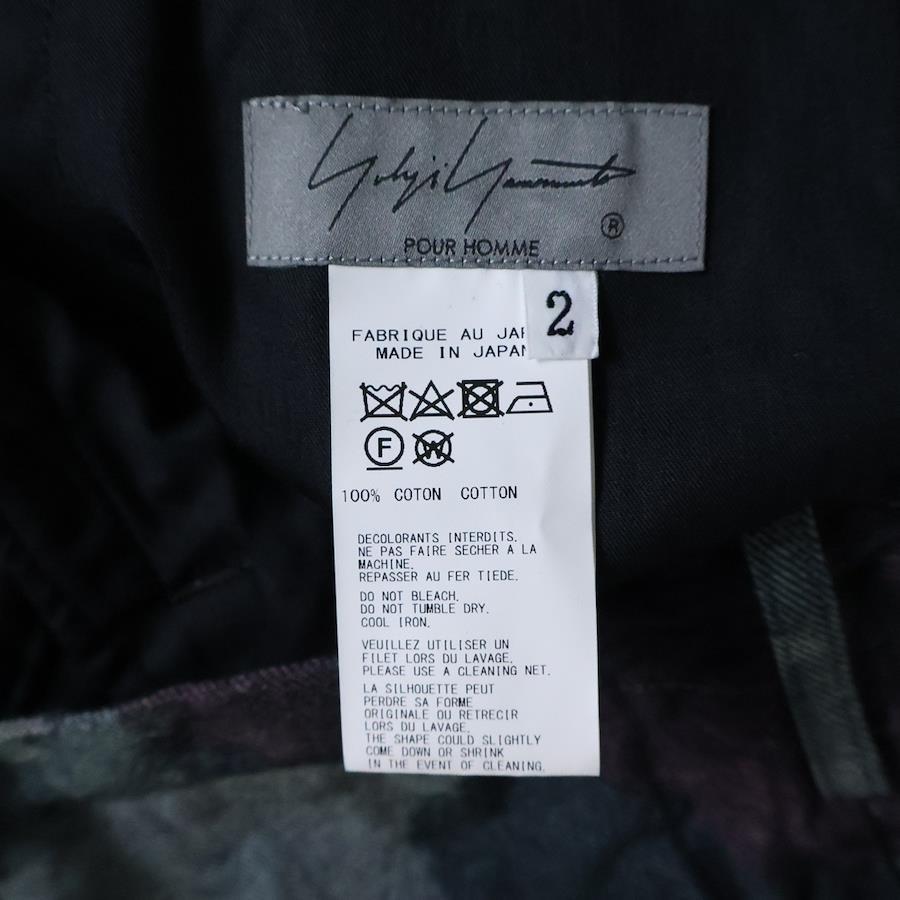 Yohji Yamamoto
®
POUR HOMME
2
FABRIQUE AU
MADE IN JAPAN
F
W
100% COTON COTTON
DECOLORANTS INTERDITS.
NE PAS FAIRE SECHER A LA
MACHINE.
REPASSER AU FER TIEDE.
DO NOT BLEACH.
DO NOT TUMBLE DRY.
COOL IRON.
VEUILLEZ UTILISER UN
FILET LORS DU LAVAGE.
PLEASE USE A CLEANING NET.
LA SILHOUETTE PEUT
PERDRE SA FORME
ORIGINALE OU RETRECIR
LORS DU LAVAGE.
THE SHAPE COULD SLIGHTLY
COME DOWN OR SHRINK
IN THE EVENT OF CLEANING.